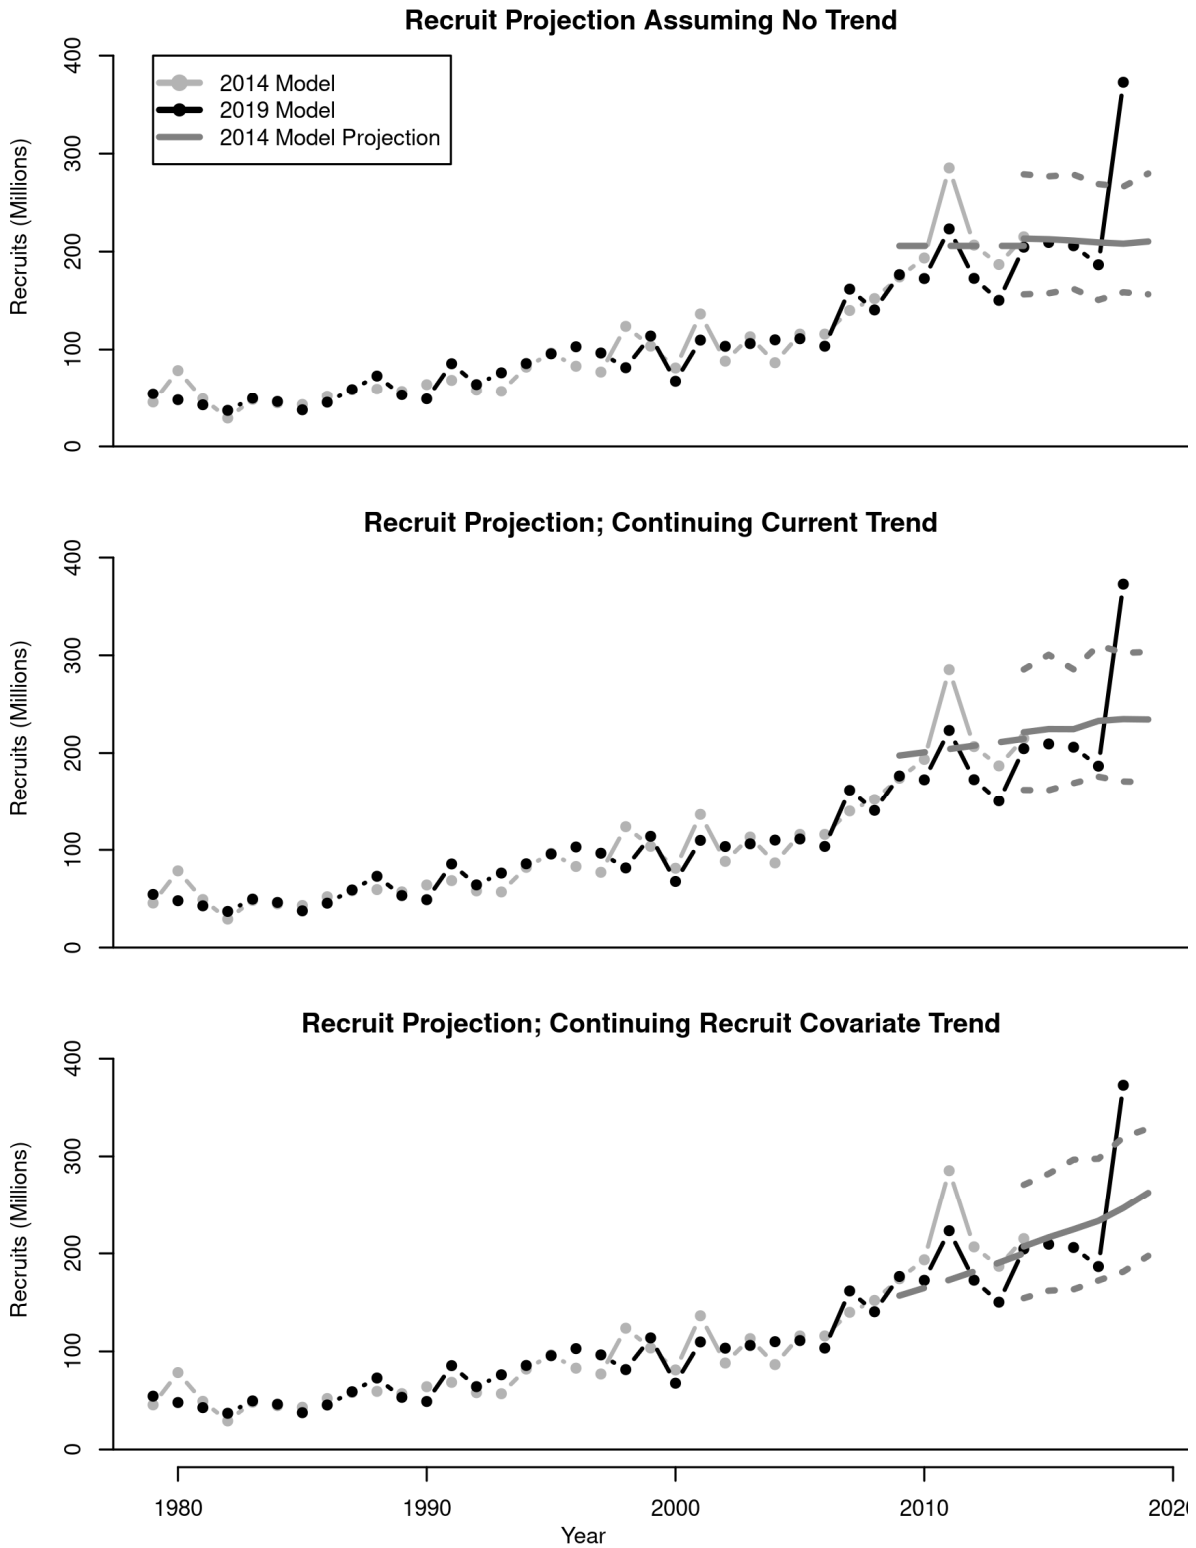 Recruit Projection Assuming No Trend
400
300
200
100
0
Recruits (Millions)
2014 Model
2019 Model
2014 Model Projection
Recruit Projection; Continuing Current Trend
400
300
200
100
0
Recruits (Millions)
Recruit Projection; Continuing Recruit Covariate Trend
400
300
200
100
0
Recruits (Millions)
1980 1990 2000 2010 2020
Year